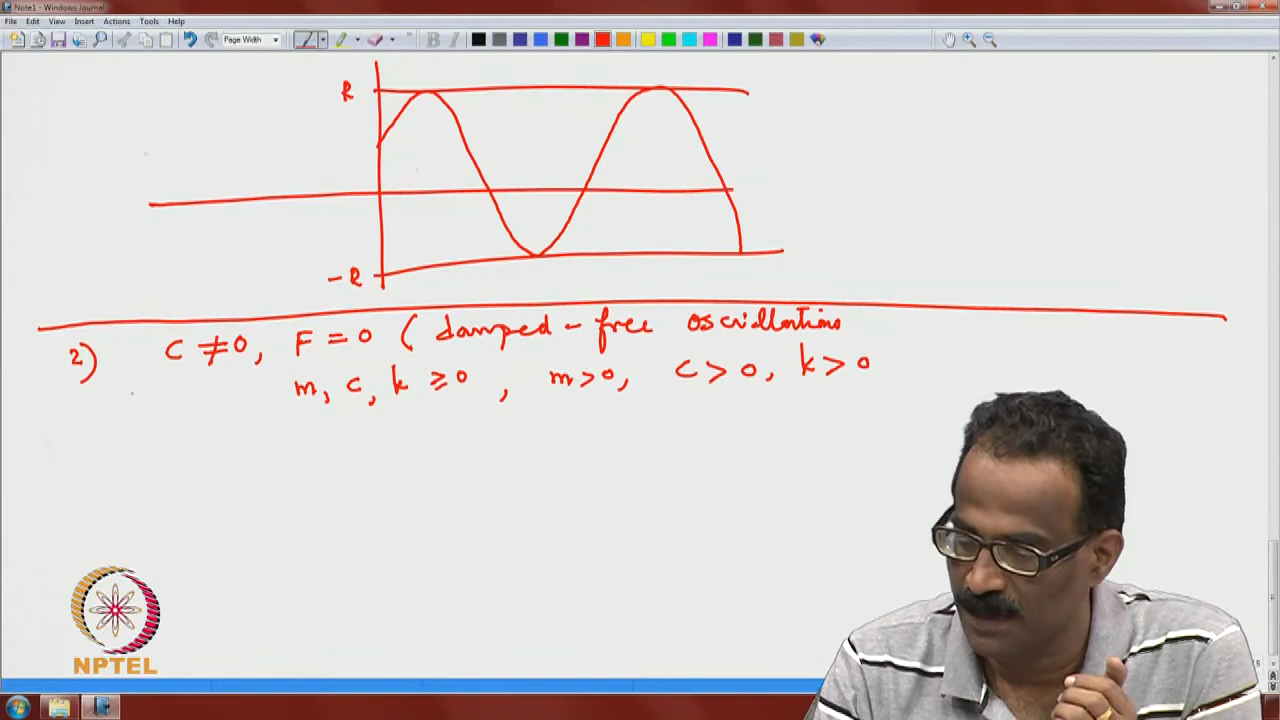 Note1 - Windows Journal
File Edit View Insert Actions Tools Help
Page Width
R
-R
2) C ≠ 0, F = 0 ( damped - free oscillations
m, c, k ≥ 0 , m > 0, c > 0, k > 0
NPTEL